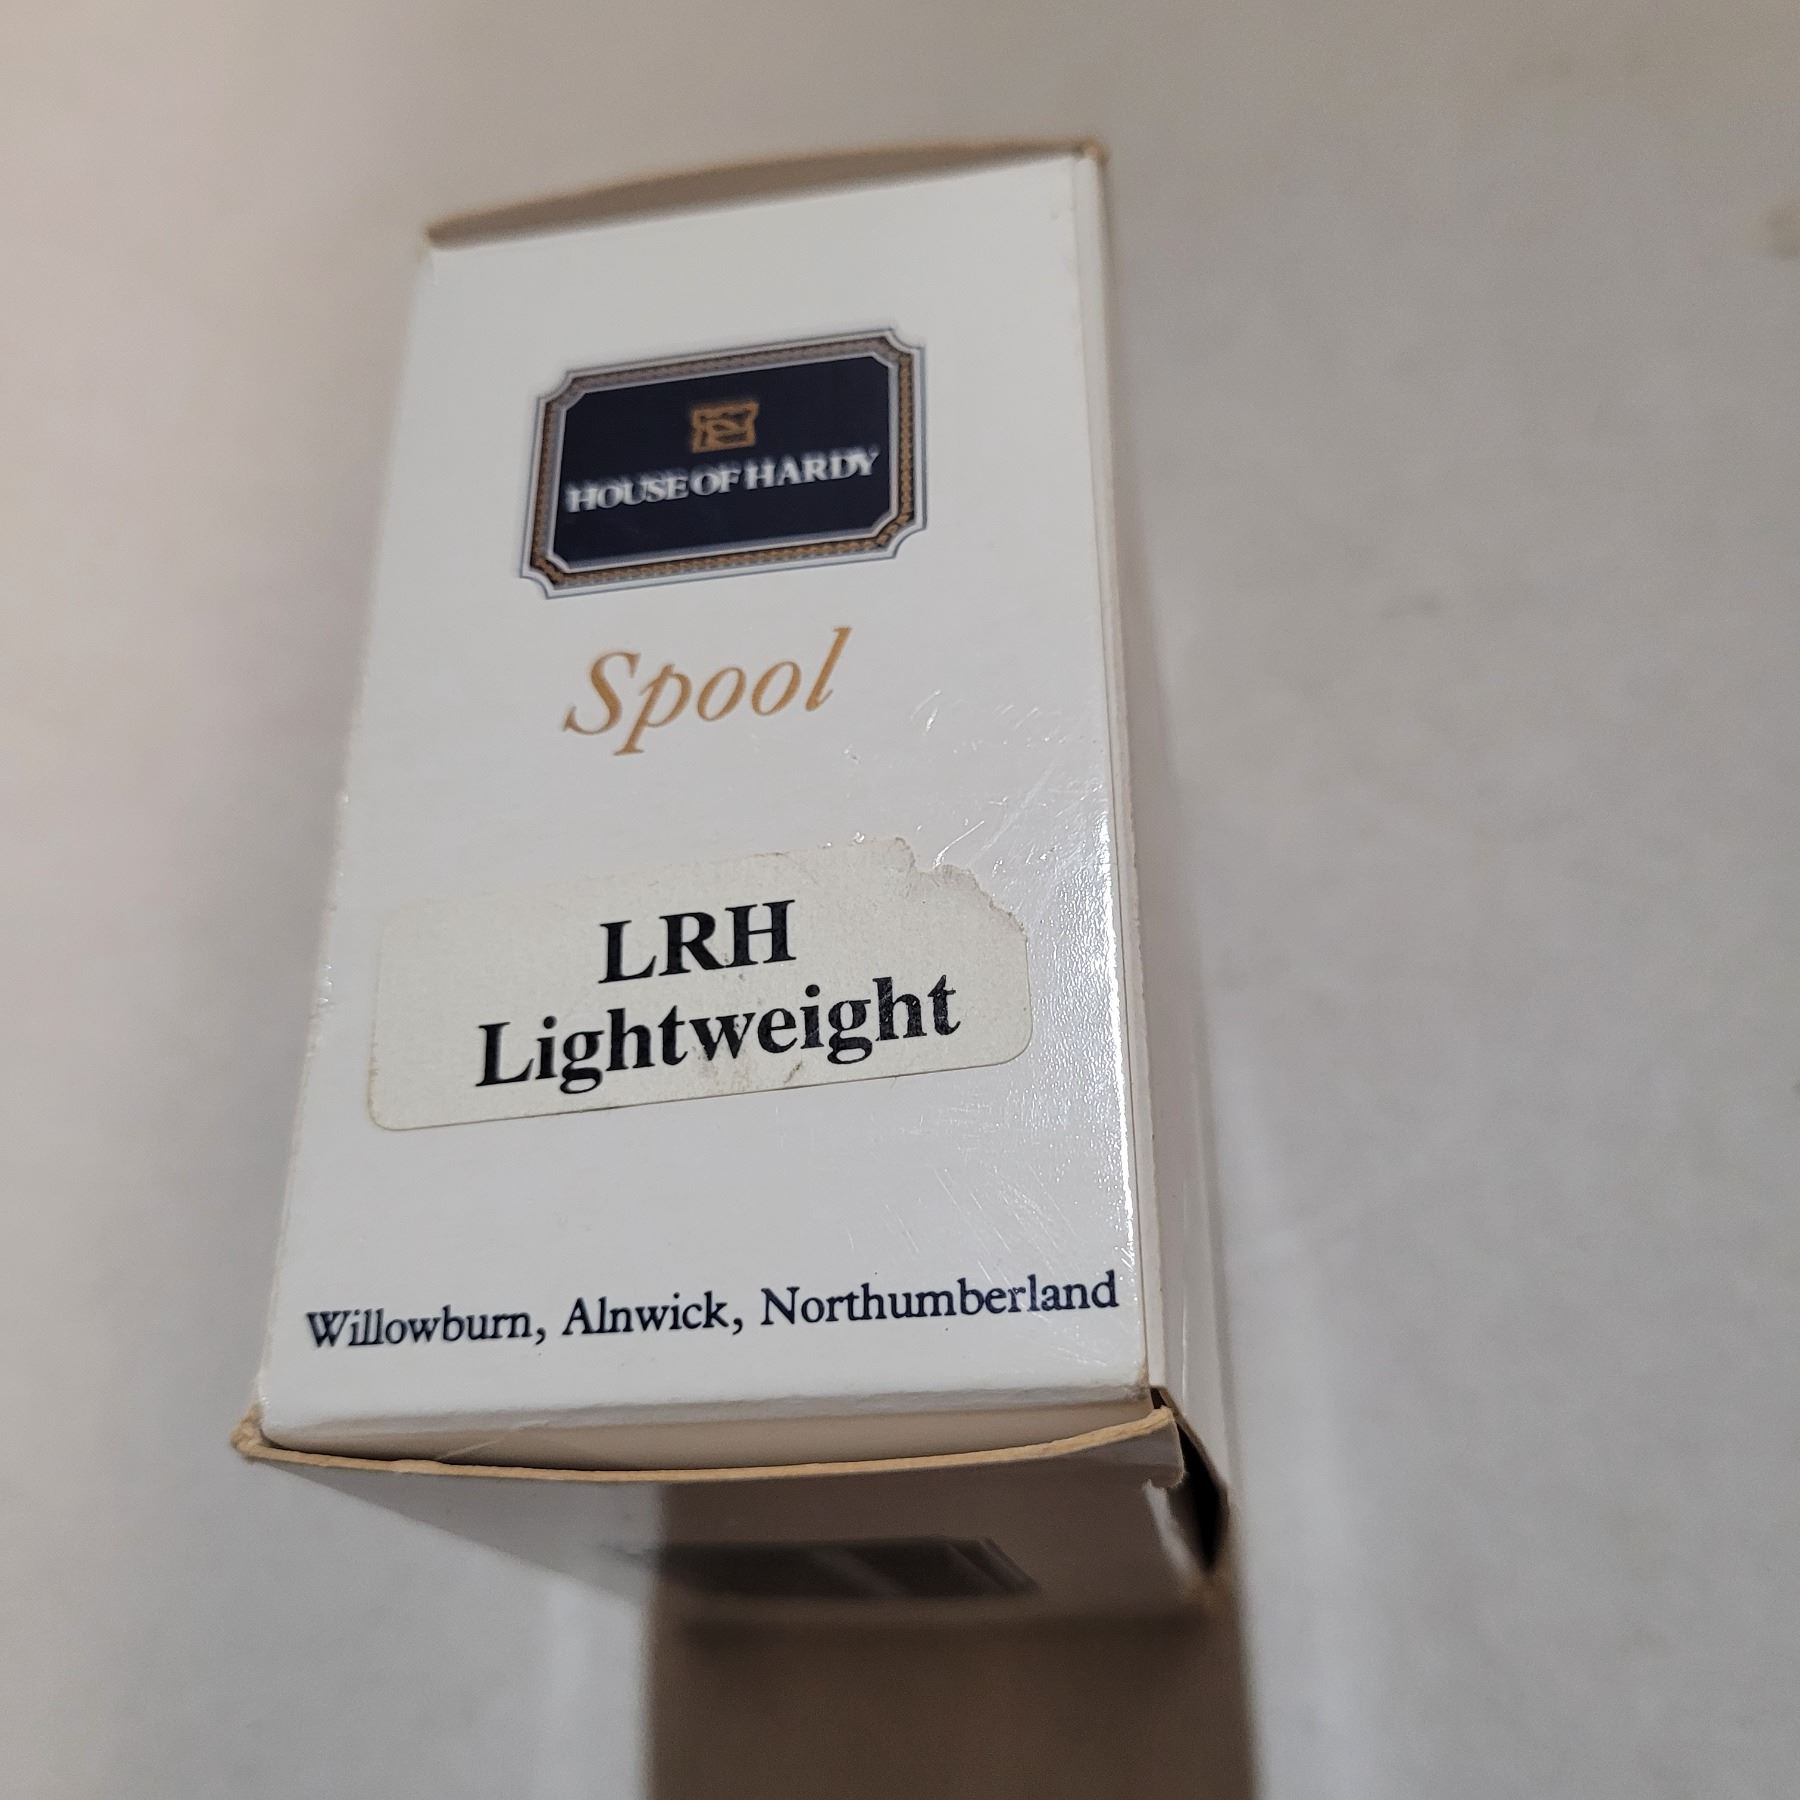 HOUSE OF HARDY
Spool
LRH
Lightweight
Willowburn, Alnwick, Northumberland